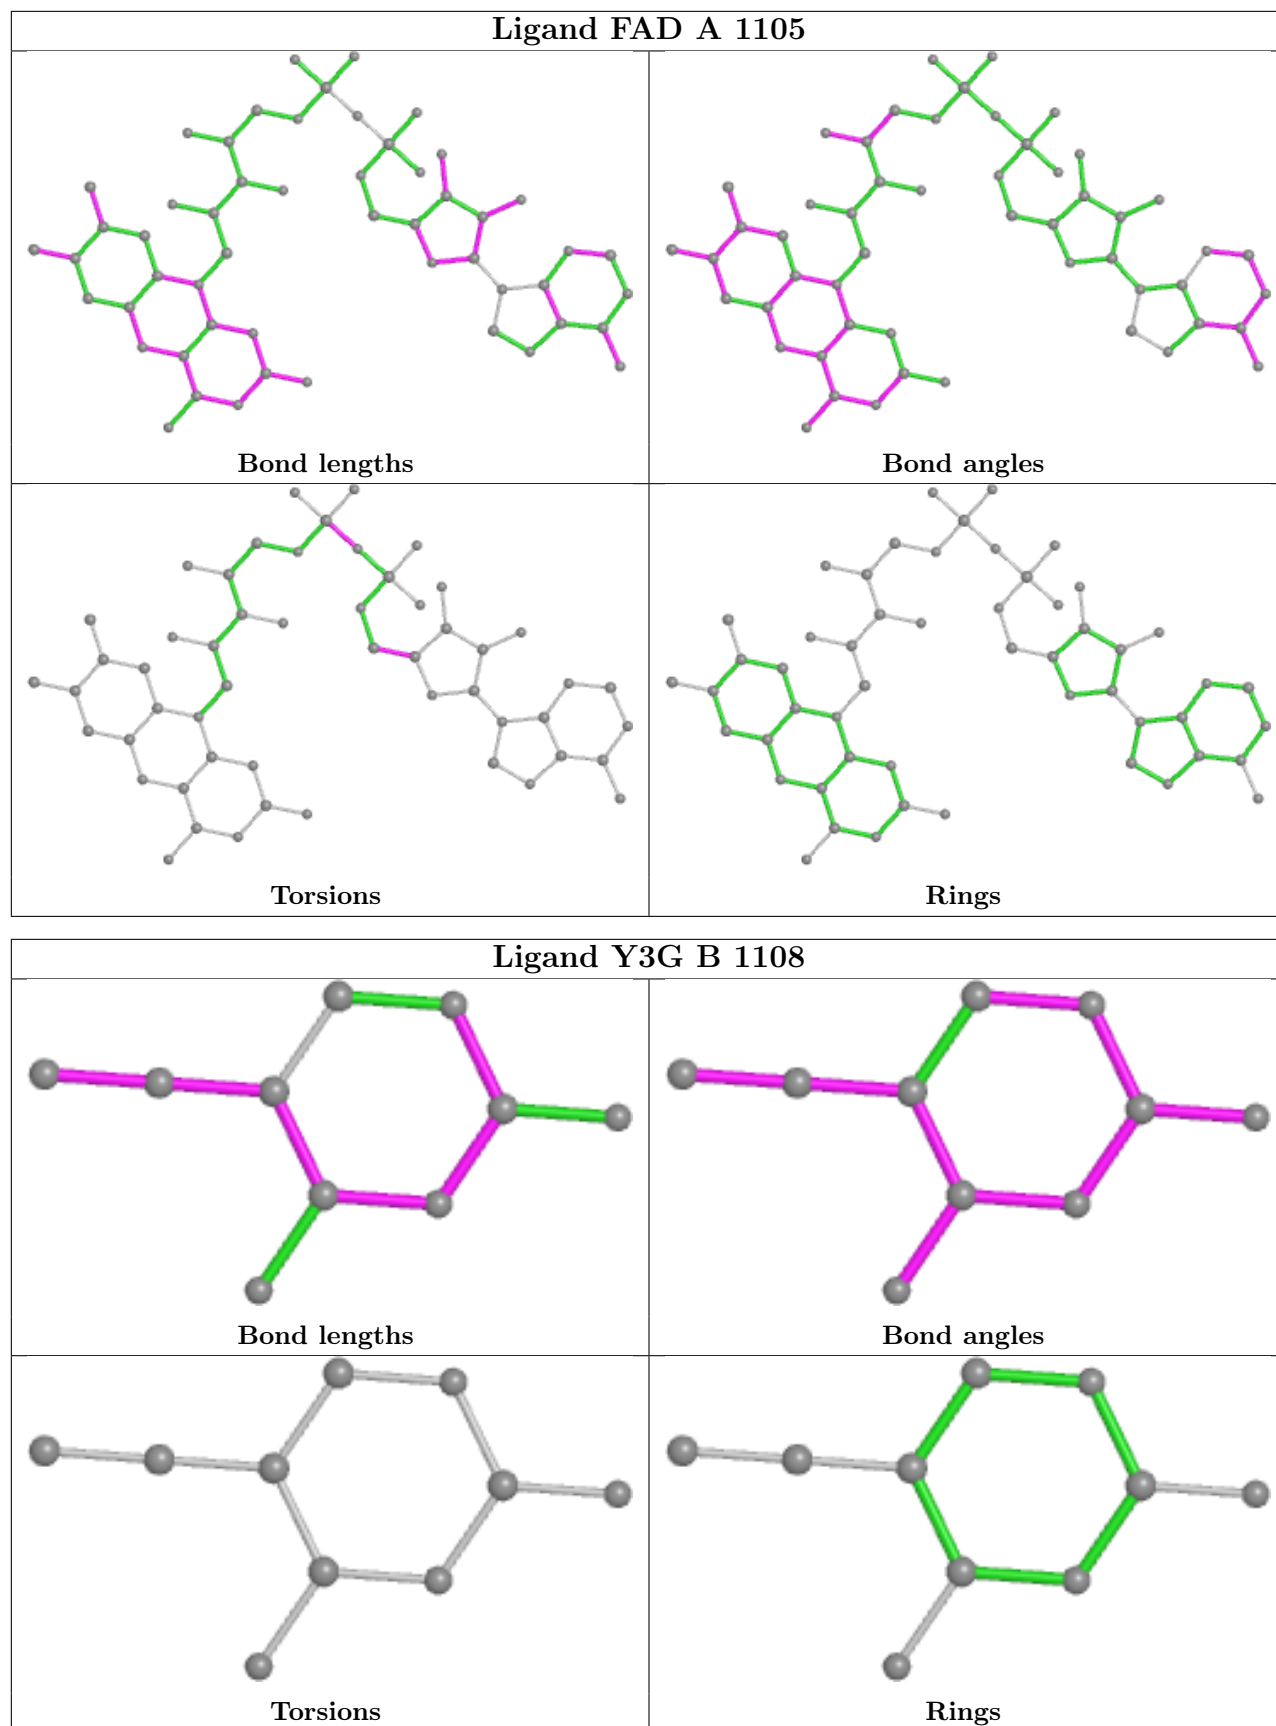 Ligand FAD A 1105
Bond lengths
Bond angles
Torsions
Rings
Ligand Y3G B 1108
Bond lengths
Bond angles
Torsions
Rings